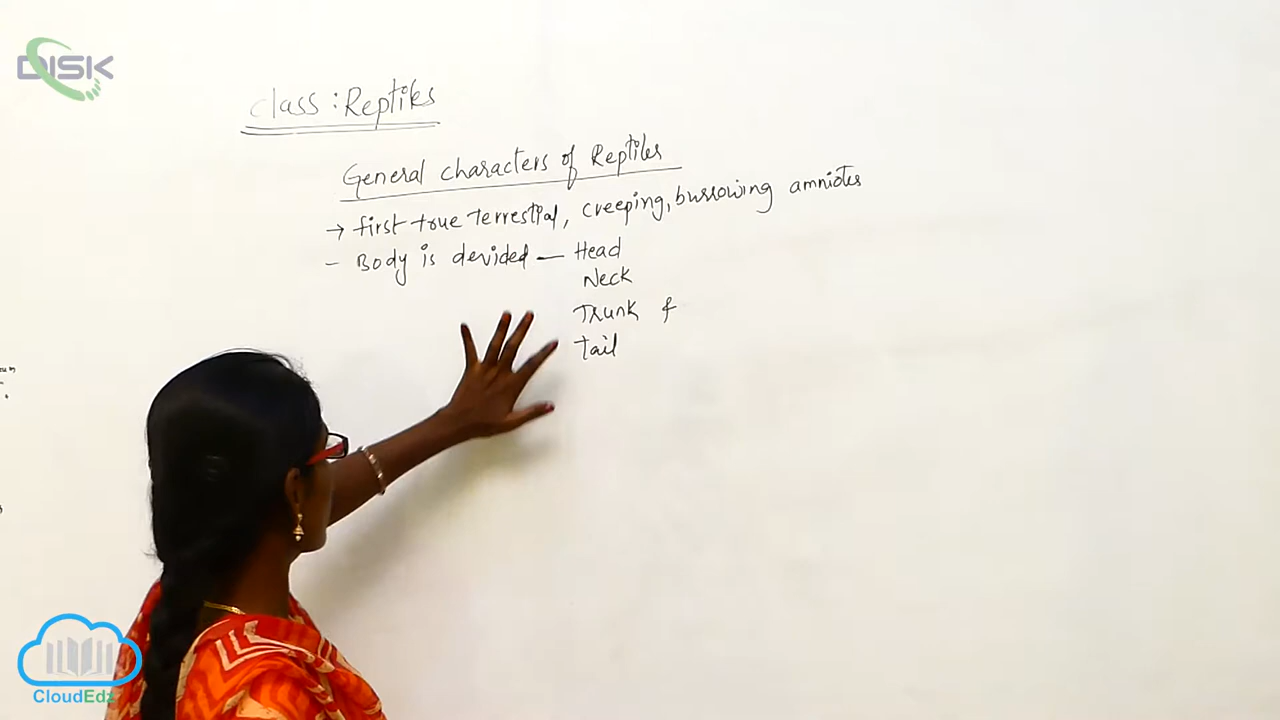 DISK
class : Reptiles
General characters of Reptiles
→ first true terrestrial, creeping, burrowing amniotes
- Body is devided — Head
Neck
Trunk &
tail
CloudEdz